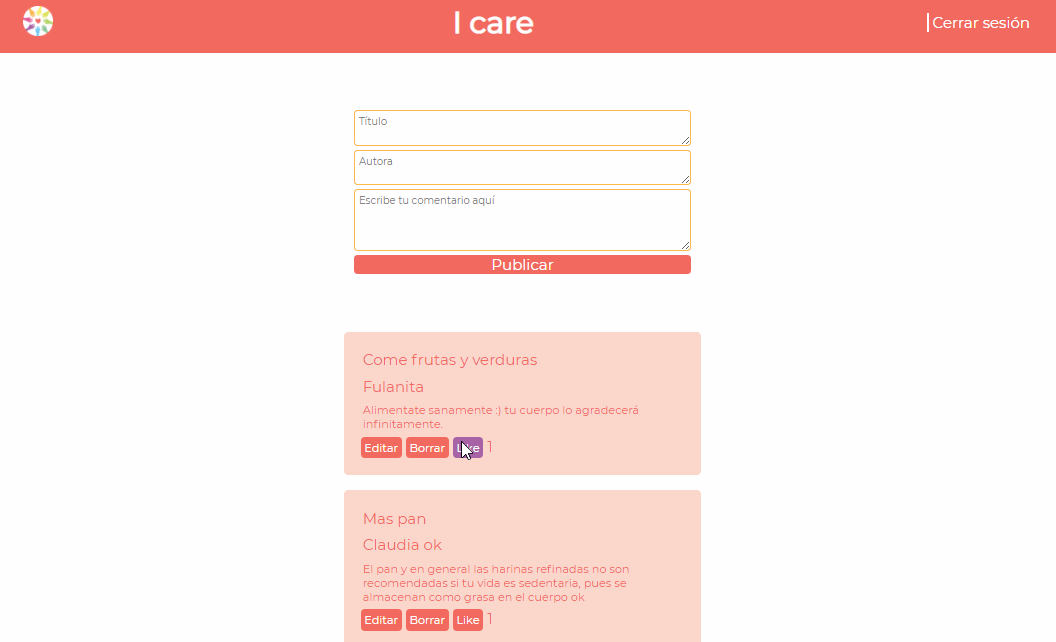 I care
Cerrar sesión
Título
Autora
Escribe tu comentario aquí
Publicar
Come frutas y verduras
Fulanita
Alimentate sanamente :) tu cuerpo lo agradecerá
infinitamente.
Editar Borrar Like 1
Mas pan
Claudia ok
El pan y en general las harinas refinadas no son
recomendadas si tu vida es sedentaria, pues se
almacenan como grasa en el cuerpo ok
Editar Borrar Like 1